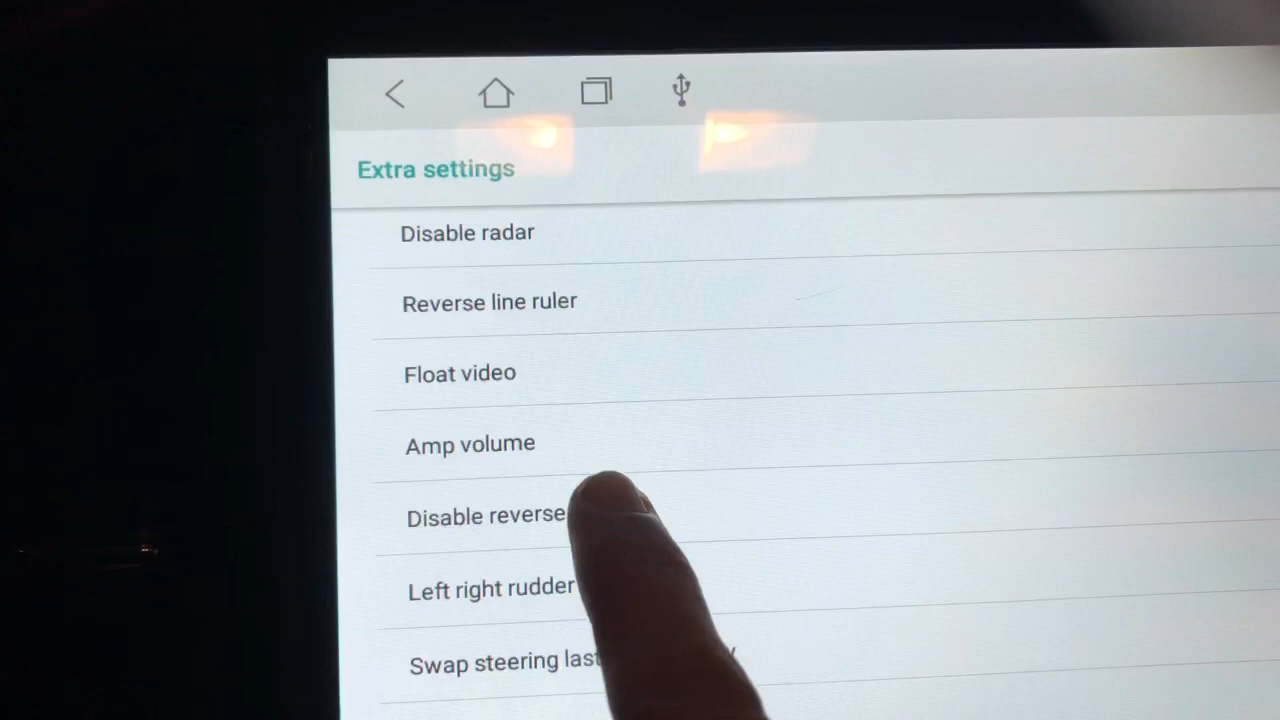 Extra settings
Disable radar
Reverse line ruler
Float video
Amp volume
Disable reverse
Left right rudder
Swap steering last